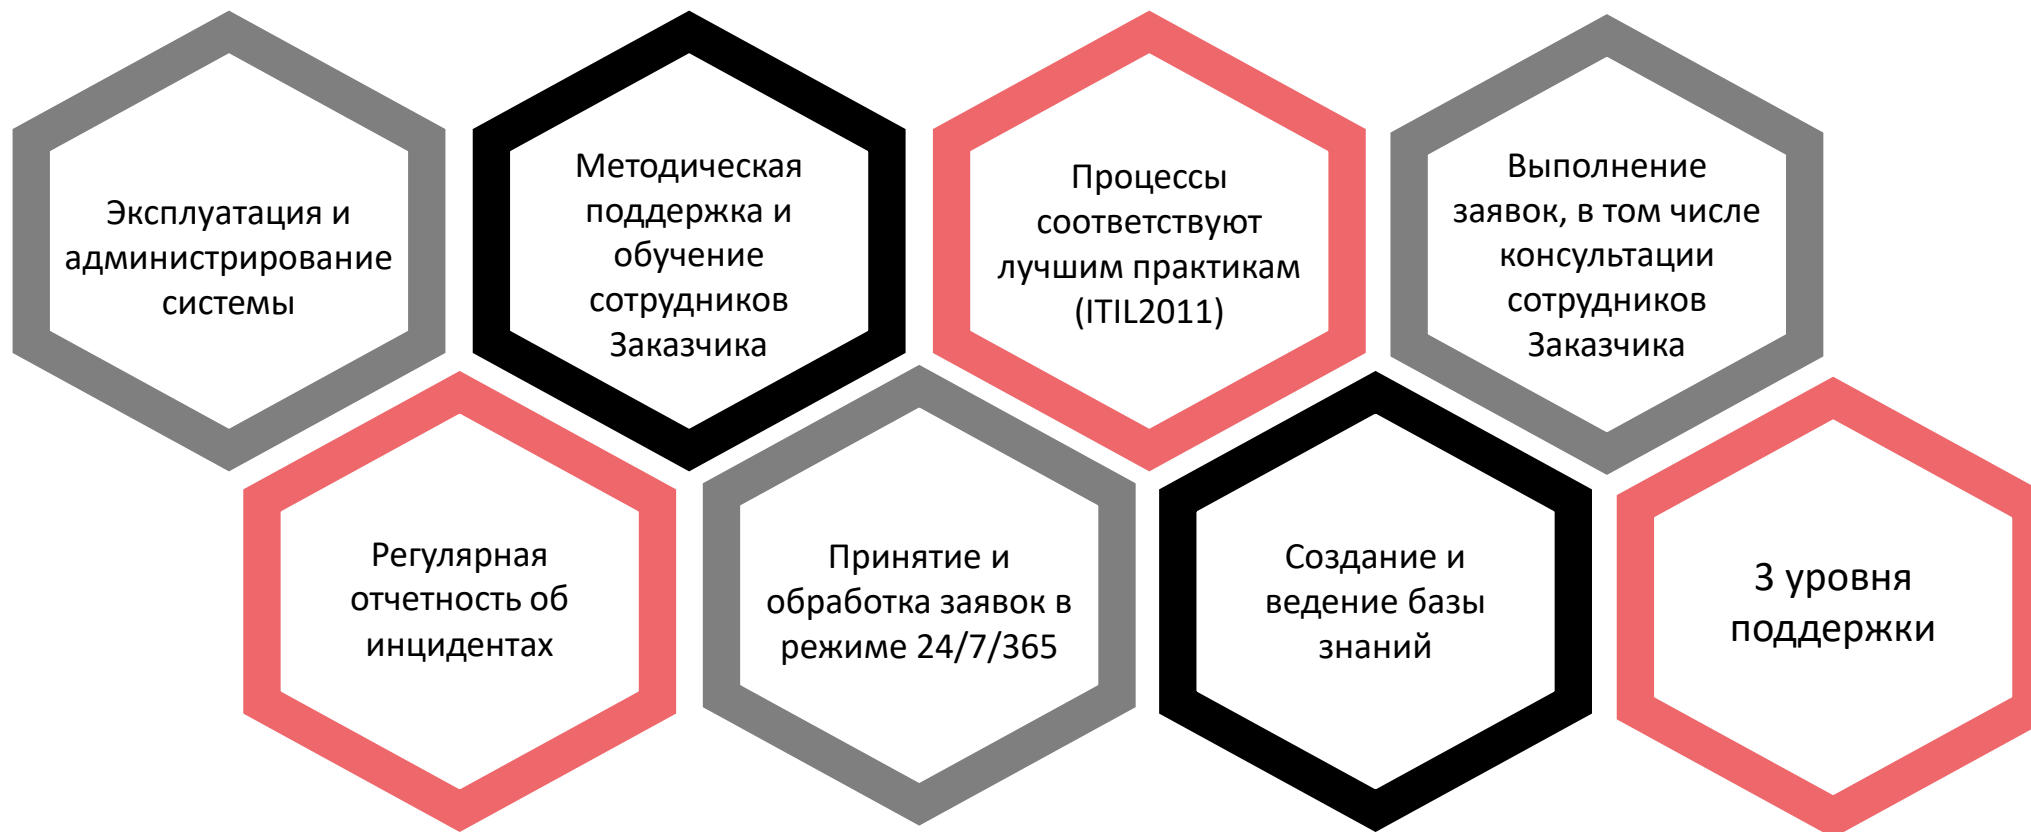 Эксплуатация и
администрирование
системы
Методическая
поддержка и
обучение
сотрудников
Заказчика
Процессы
соответствуют
лучшим практикам
(ITIL2011)
Выполнение
заявок, в том числе
консультации
сотрудников
Заказчика
Регулярная
отчетность об
инцидентах
Принятие и
обработка заявок в
режиме 24/7/365
Создание и
ведение базы
знаний
3 уровня
поддержки